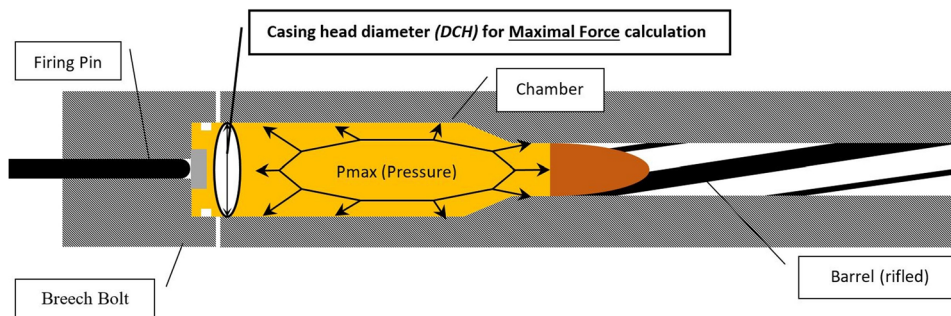 Casing head diameter (DCH) for Maximal Force calculation
Firing Pin
Chamber
Pmax (Pressure)
Barrel (rifled)
Breech Bolt